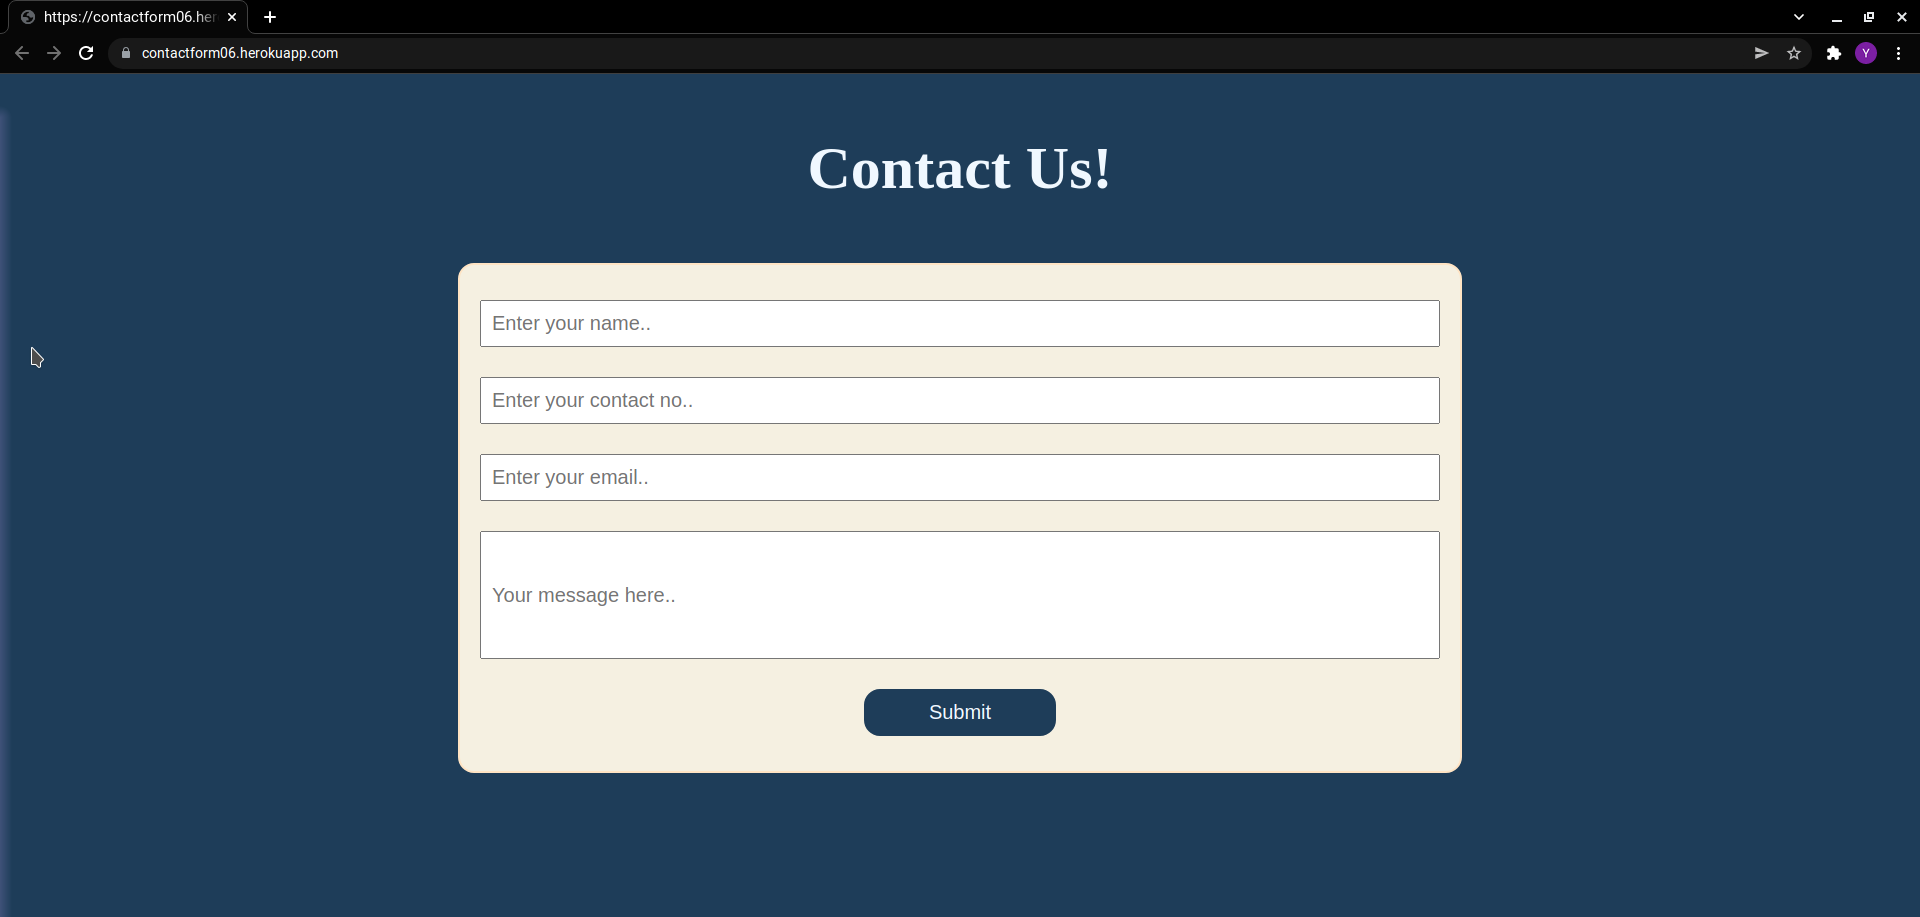 https://contactform06.her
contactform06.herokuapp.com
Y
Contact Us!
Enter your name..
Enter your contact no..
Enter your email..
Your message here..
Submit